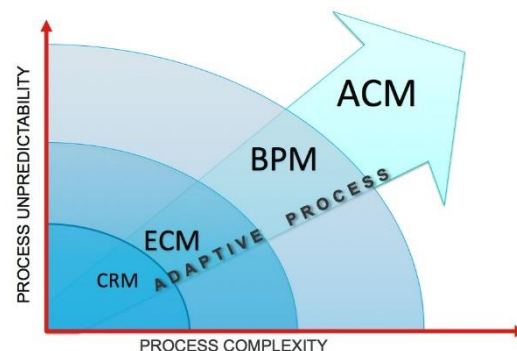 PROCESS UNPREDICTABILITY
ACM
BPM
ECM
CRM
ADAPTIVE PROCESS
PROCESS COMPLEXITY